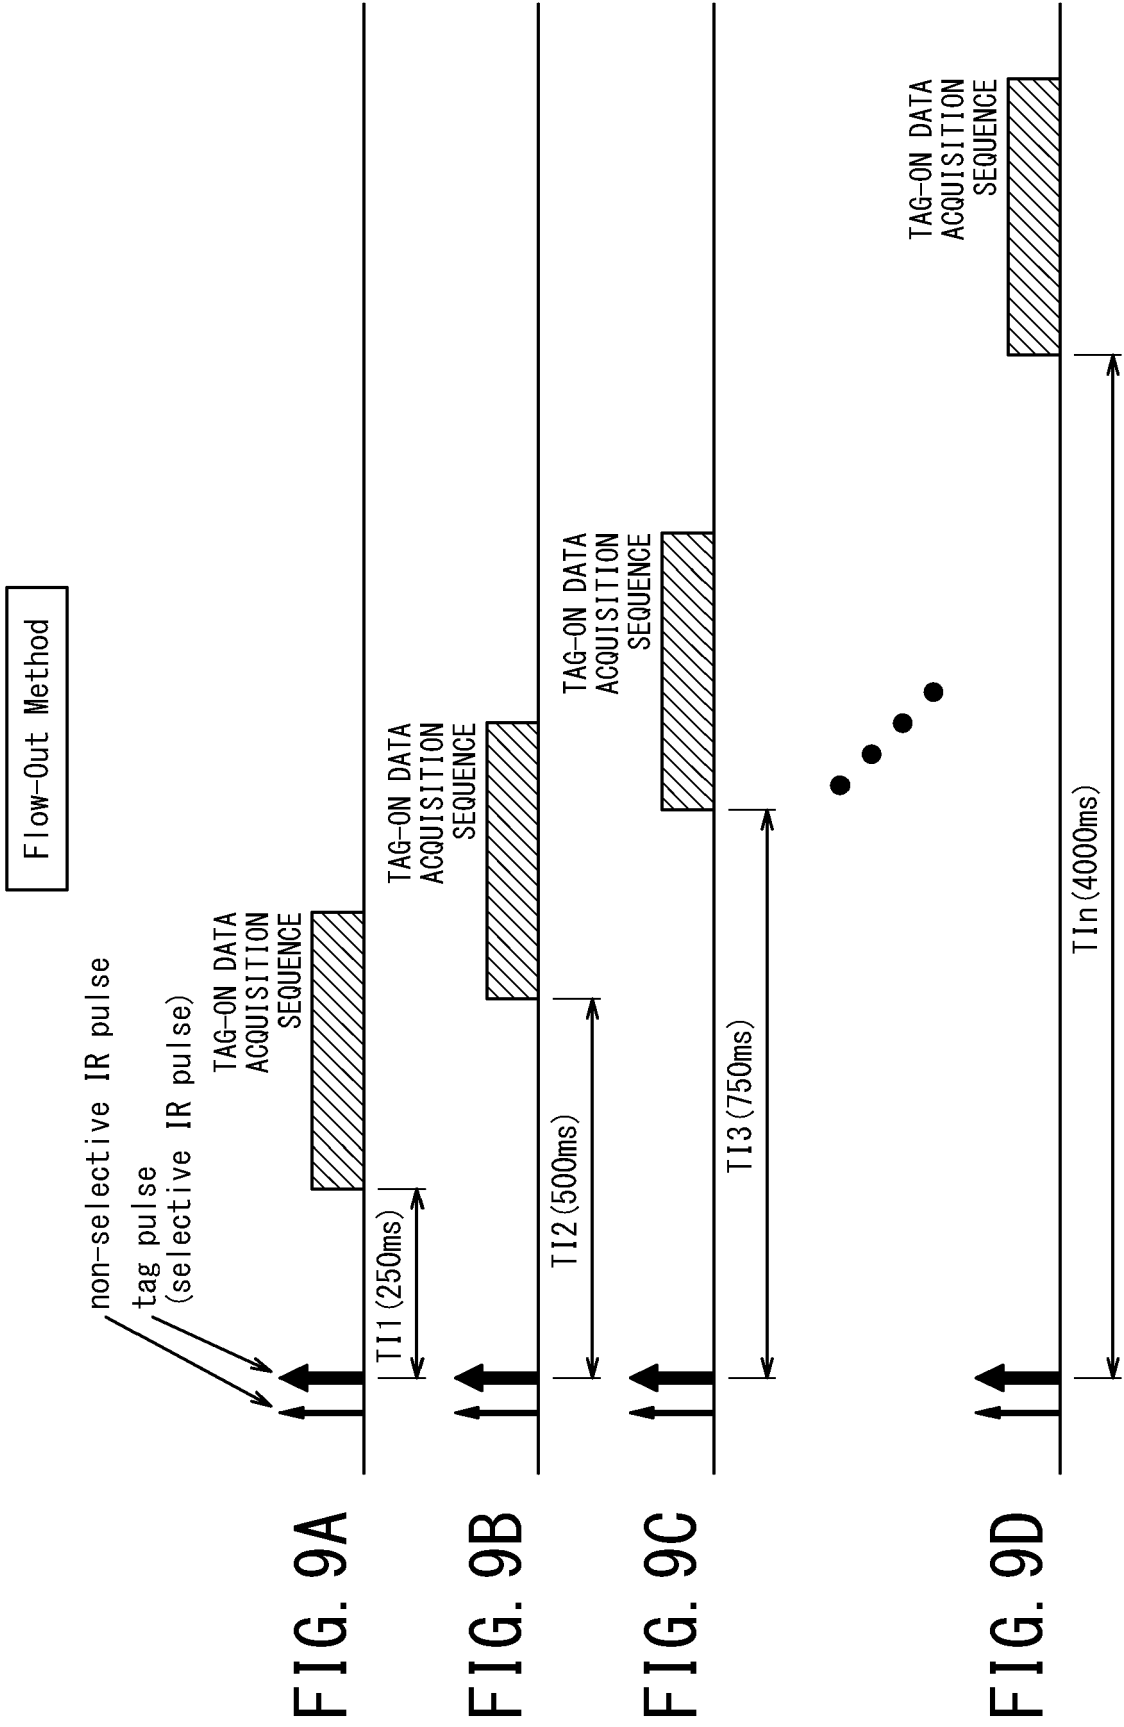 Flow-Out Method
non-selective IR pulse
tag pulse
(selective IR pulse)
FIG. 9A
TAG-ON DATA
ACQUISITION
SEQUENCE
TI1(250ms)
FIG. 9B
TAG-ON DATA
ACQUISITION
SEQUENCE
TI2(500ms)
FIG. 9C
TAG-ON DATA
ACQUISITION
SEQUENCE
TI3(750ms)
FIG. 9D
TAG-ON DATA
ACQUISITION
SEQUENCE
TIn(4000ms)